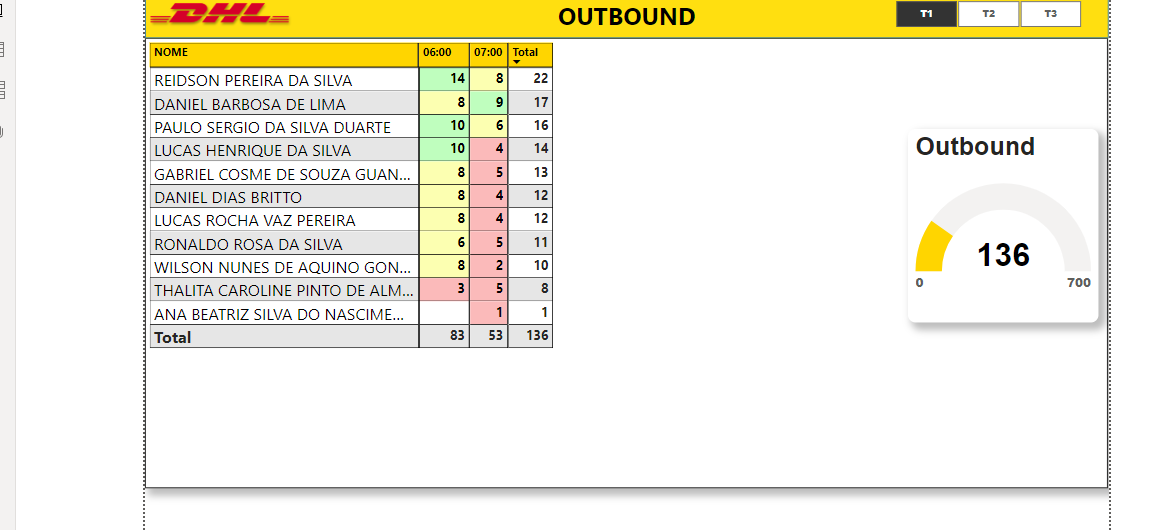 DHL
OUTBOUND
T1 T2 T3
NOME 06:00 07:00 Total
REIDSON PEREIRA DA SILVA 14 8 22
DANIEL BARBOSA DE LIMA 8 9 17
PAULO SERGIO DA SILVA DUARTE 10 6 16
LUCAS HENRIQUE DA SILVA 10 4 14
GABRIEL COSME DE SOUZA GUAN... 8 5 13
DANIEL DIAS BRITTO 8 4 12
LUCAS ROCHA VAZ PEREIRA 8 4 12
RONALDO ROSA DA SILVA 6 5 11
WILSON NUNES DE AQUINO GON... 8 2 10
THALITA CAROLINE PINTO DE ALM... 3 5 8
ANA BEATRIZ SILVA DO NASCIME... 1 1
Total 83 53 136
Outbound
136
0 700